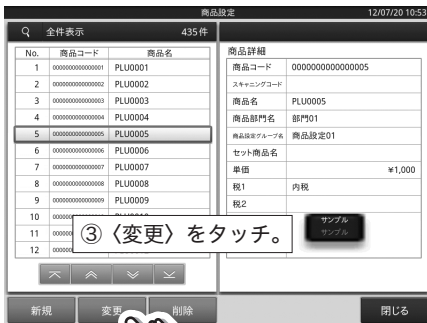 商品設定 12/07/20 10:53
全件表示 435件
No. 商品コード 商品名
1 0000000000000001 PLU0001
2 0000000000000002 PLU0002
3 0000000000000003 PLU0003
4 0000000000000004 PLU0004
5 0000000000000005 PLU0005
6 0000000000000006 PLU0006
7 0000000000000007 PLU0007
8 0000000000000008 PLU0008
9 0000000000000009 PLU0009
10
11
12
商品詳細
商品コード 0000000000000005
スキャニングコード
商品名 PLU0005
商品部門名 部門01
商品設定グループ名 商品設定01
セット商品名
単価 ¥1,000
税1 内税
税2
サンプル
サンプル
③〈変更〉をタッチ。
新規 変更 削除 閉じる